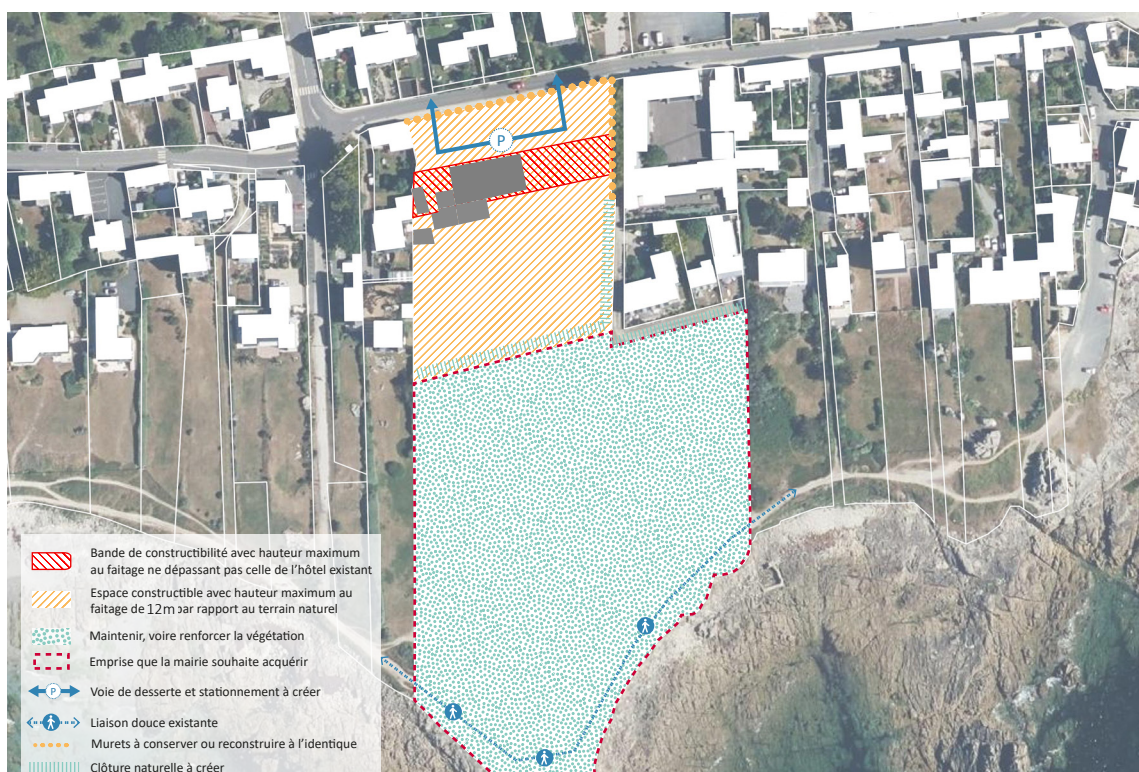 P
Bande de constructibilité avec hauteur maximum
au faitage ne dépassant pas celle de l'hôtel existant
Espace constructible avec hauteur maximum au
faitage de 12m par rapport au terrain naturel
Maintenir, voire renforcer la végétation
Emprise que la mairie souhaite acquérir
P Voie de desserte et stationnement à créer
Liaison douce existante
Murets à conserver ou reconstruire à l'identique
Clôture naturelle à créer